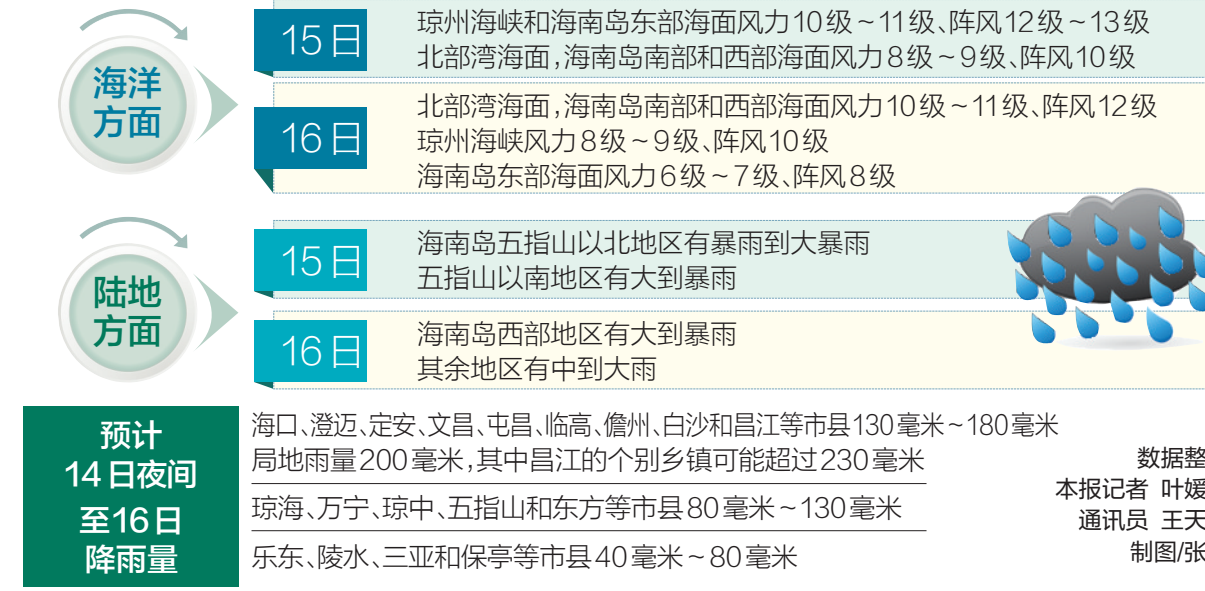 海洋
方面
15日
琼州海峡和海南岛东部海面风力10级~11级、阵风12级~13级
北部湾海面,海南岛南部和西部海面风力8级~9级、阵风10级
16日
北部湾海面,海南岛南部和西部海面风力10级~11级、阵风12级
琼州海峡风力8级~9级、阵风10级
海南岛东部海面风力6级~7级、阵风8级
陆地
方面
15日
海南岛五指山以北地区有暴雨到大暴雨
五指山以南地区有大到暴雨
16日
海南岛西部地区有大到暴雨
其余地区有中到大雨
预计
14日夜间
至16日
降雨量
海口、澄迈、定安、文昌、屯昌、临高、儋州、白沙和昌江等市县130毫米~180毫米
局地雨量200毫米,其中昌江的个别乡镇可能超过230毫米
琼海、万宁、琼中、五指山和东方等市县80毫米~130毫米
乐东、陵水、三亚和保亭等市县40毫米~80毫米
数据整
本报记者 叶媛
通讯员 王天
制图/张